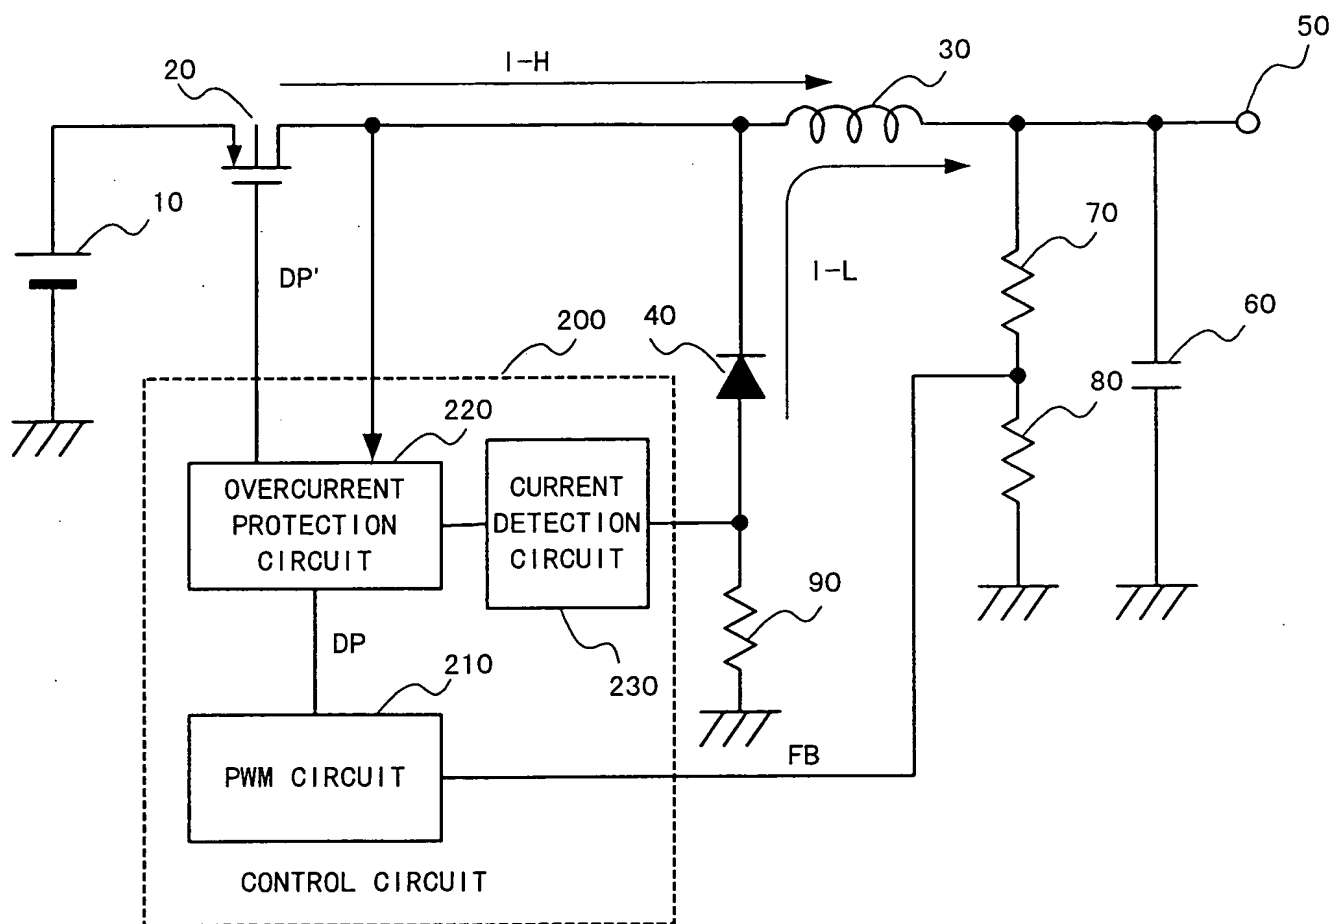 50
I-H
30
20
10
70
DP'
I-L
200
40
60
80
220
OVERCURRENT
PROTECTION
CIRCUIT
CURRENT
DETECTION
CIRCUIT
90
DP
210
230
FB
PWM CIRCUIT
CONTROL CIRCUIT